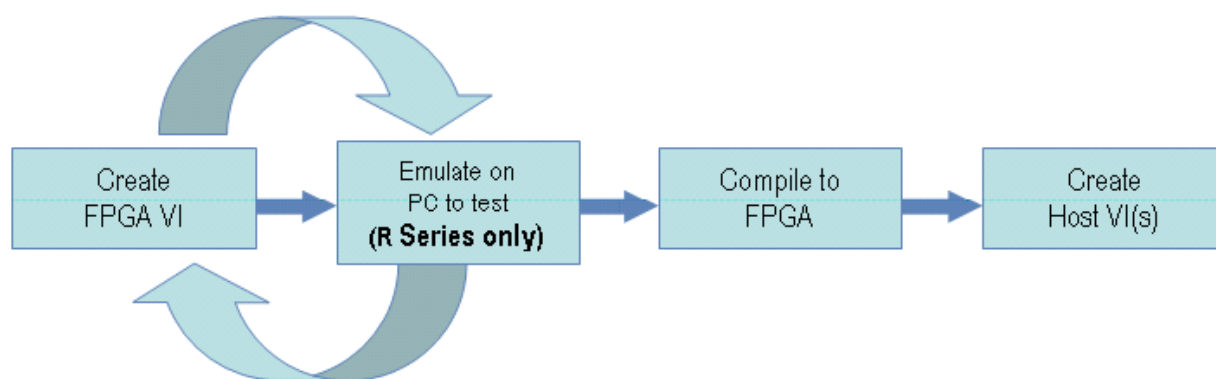 Create
FPGA VI
Emulate on
PC to test
(R Series only)
Compile to
FPGA
Create
Host VI(s)